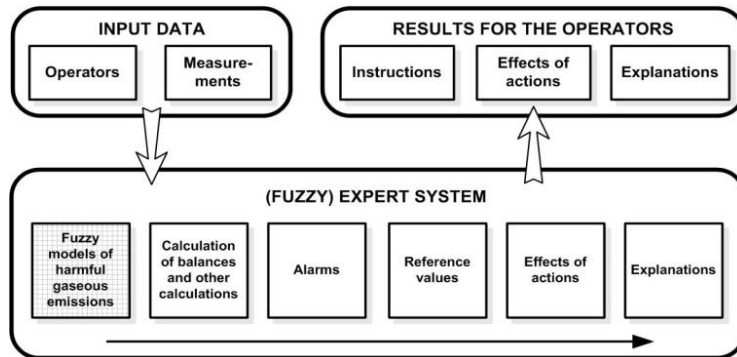 INPUT DATA
Operators
Measure-
ments
RESULTS FOR THE OPERATORS
Instructions
Effects of
actions
Explanations
(FUZZY) EXPERT SYSTEM
Fuzzy
models of
harmful
gaseous
emissions
Calculation
of balances
and other
calculations
Alarms
Reference
values
Effects of
actions
Explanations